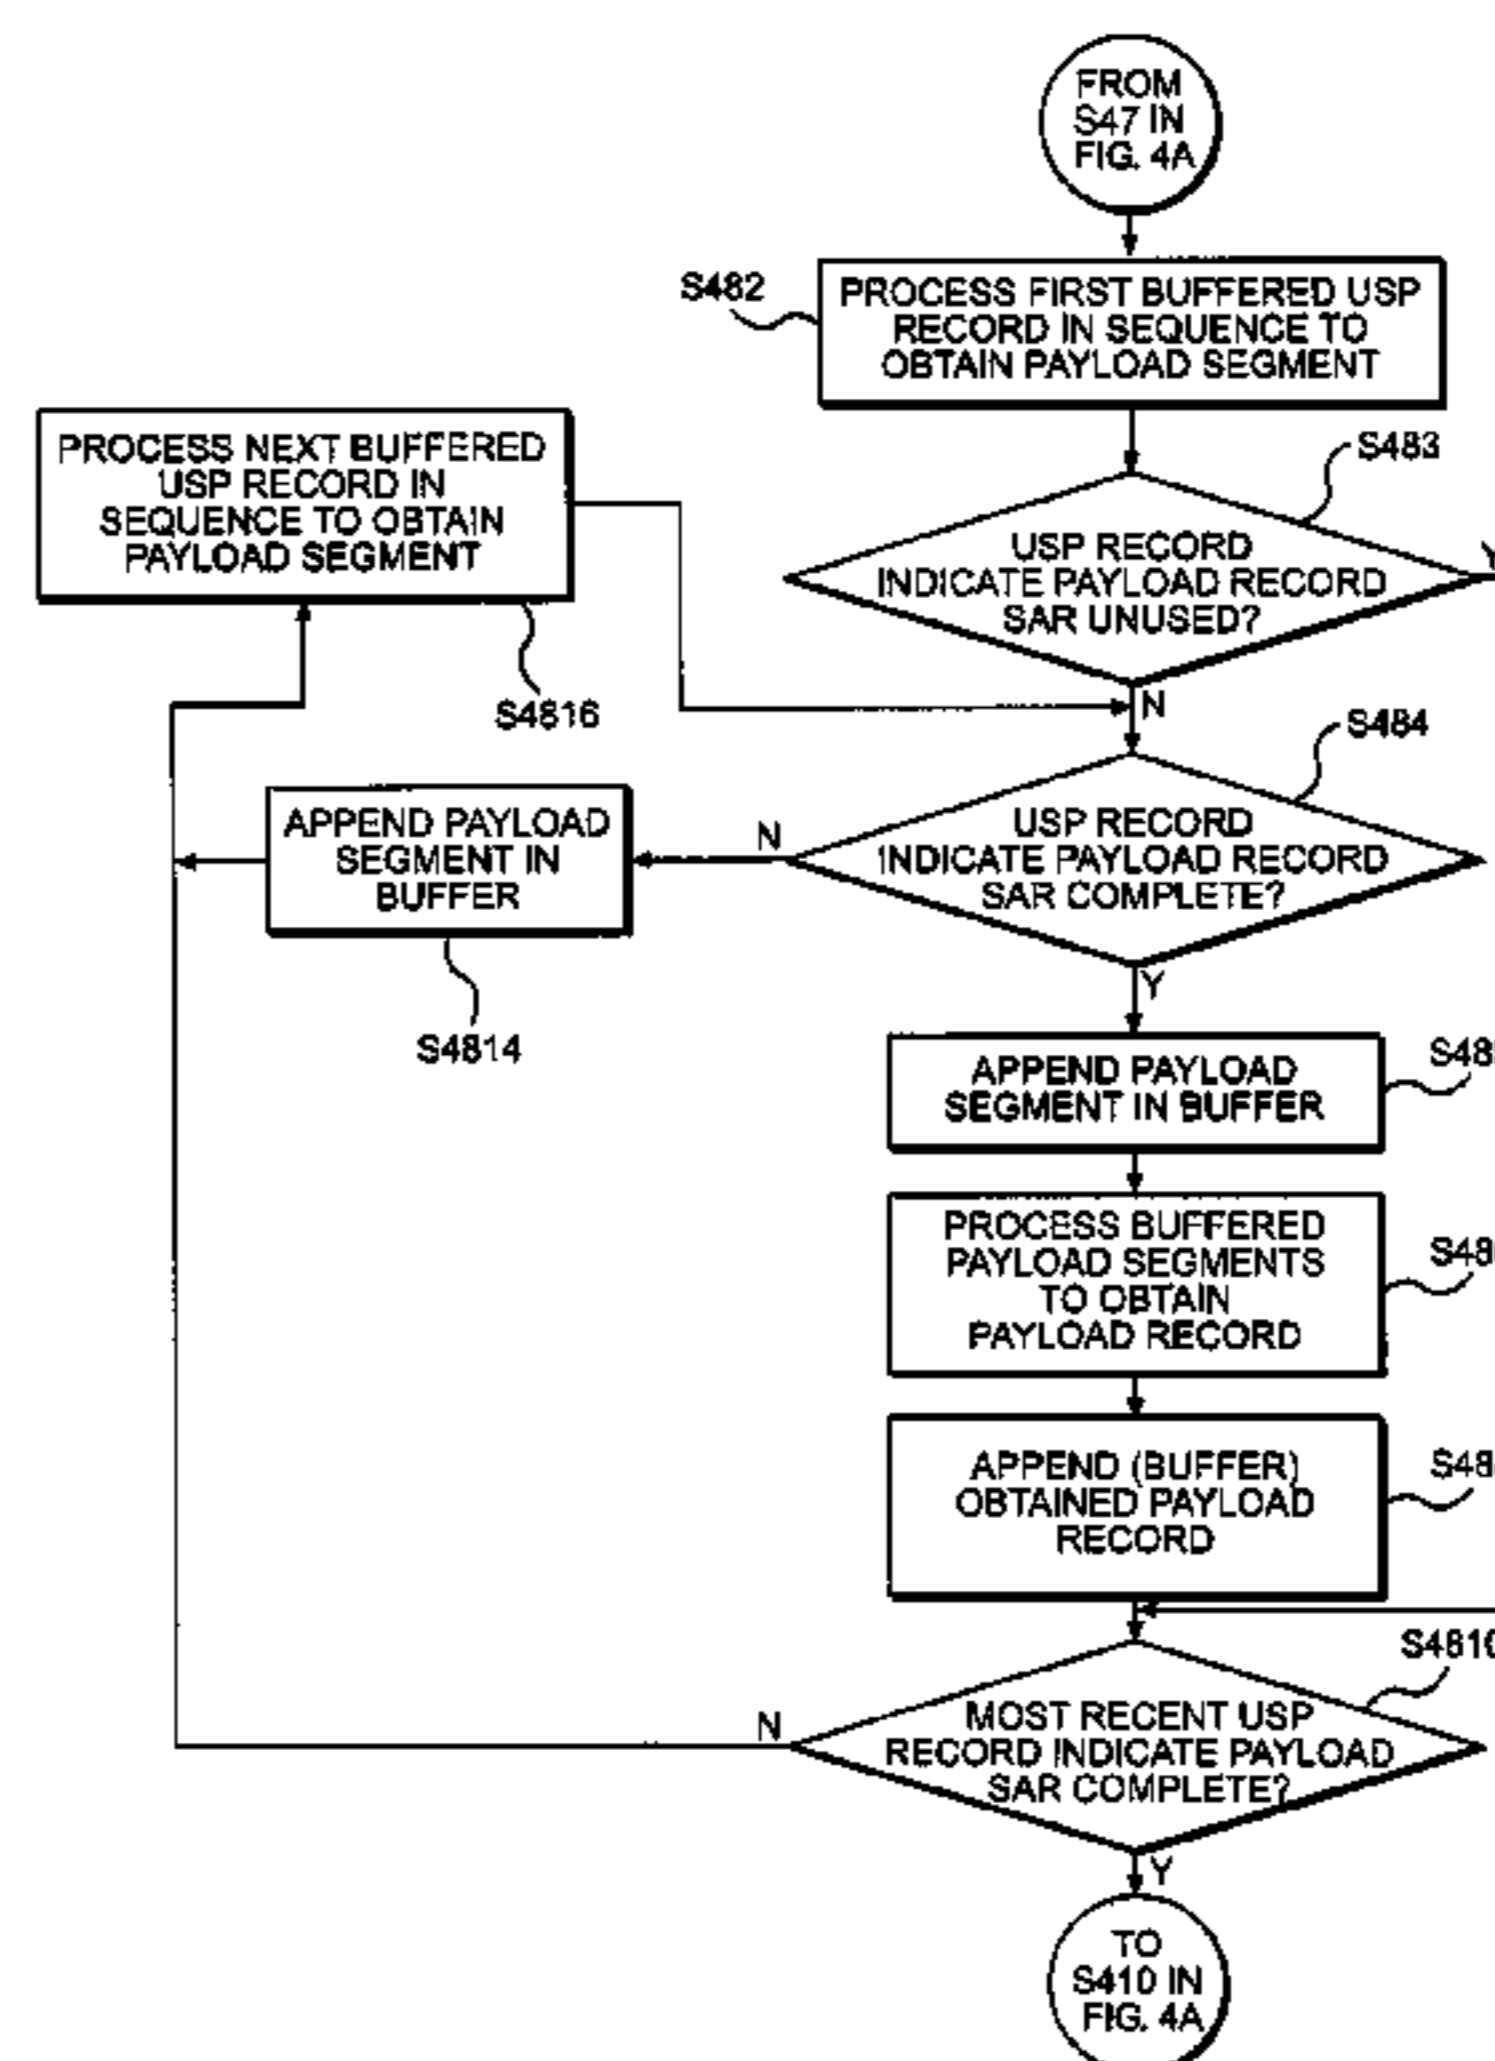 FROM
S47 IN
FIG. 4A
S482
PROCESS FIRST BUFFERED USP
RECORD IN SEQUENCE TO
OBTAIN PAYLOAD SEGMENT
PROCESS NEXT BUFFERED
USP RECORD IN
SEQUENCE TO OBTAIN
PAYLOAD SEGMENT
S4816
S483
USP RECORD
INDICATE PAYLOAD RECORD
SAR UNUSED?
Y
N
S484
USP RECORD
INDICATE PAYLOAD RECORD
SAR COMPLETE?
N
APPEND PAYLOAD
SEGMENT IN
BUFFER
S4814
Y
APPEND PAYLOAD
SEGMENT IN BUFFER
PROCESS BUFFERED
PAYLOAD SEGMENTS
TO OBTAIN
PAYLOAD RECORD
APPEND (BUFFER)
OBTAINED PAYLOAD
RECORD
S4810
MOST RECENT USP
RECORD INDICATE PAYLOAD
SAR COMPLETE?
N
Y
TO
S410 IN
FIG. 4A